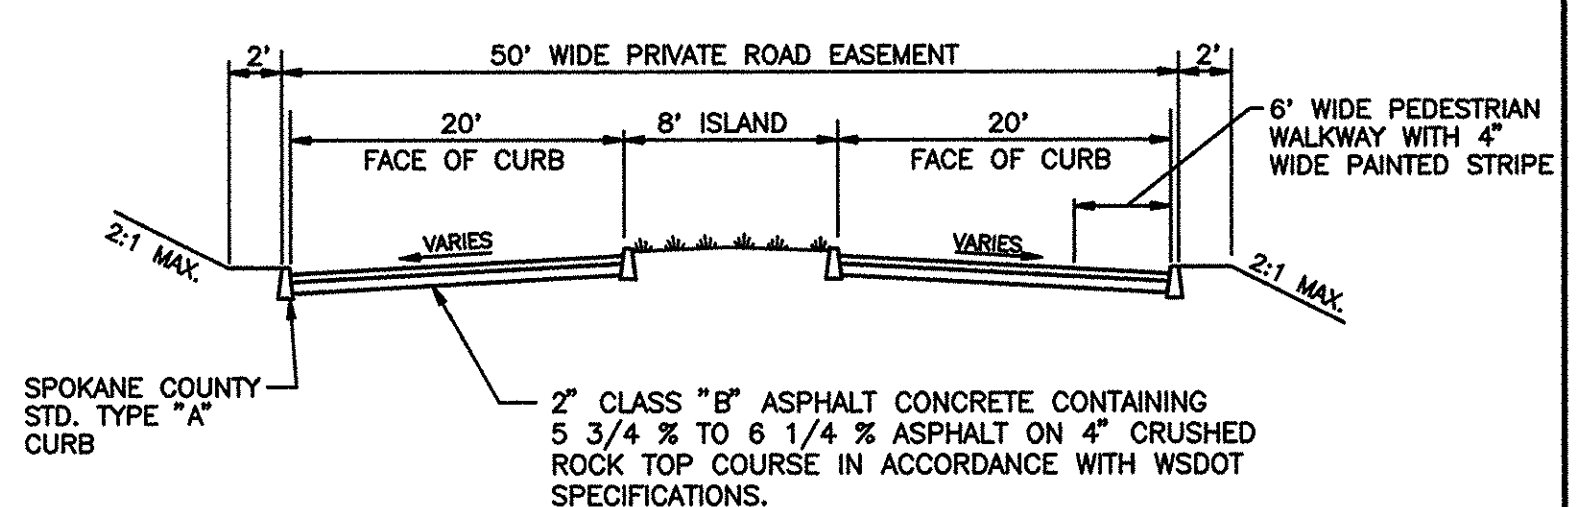 2'
50' WIDE PRIVATE ROAD EASEMENT
2'
20'
FACE OF CURB
8' ISLAND
20'
FACE OF CURB
6' WIDE PEDESTRIAN
WALKWAY WITH 4"
WIDE PAINTED STRIPE
2:1 MAX.
VARIES
VARIES
2:1 MAX.
SPOKANE COUNTY
STD. TYPE "A"
CURB
2" CLASS "B" ASPHALT CONCRETE CONTAINING
5 3/4 % TO 6 1/4 % ASPHALT ON 4" CRUSHED
ROCK TOP COURSE IN ACCORDANCE WITH WSDOT
SPECIFICATIONS.